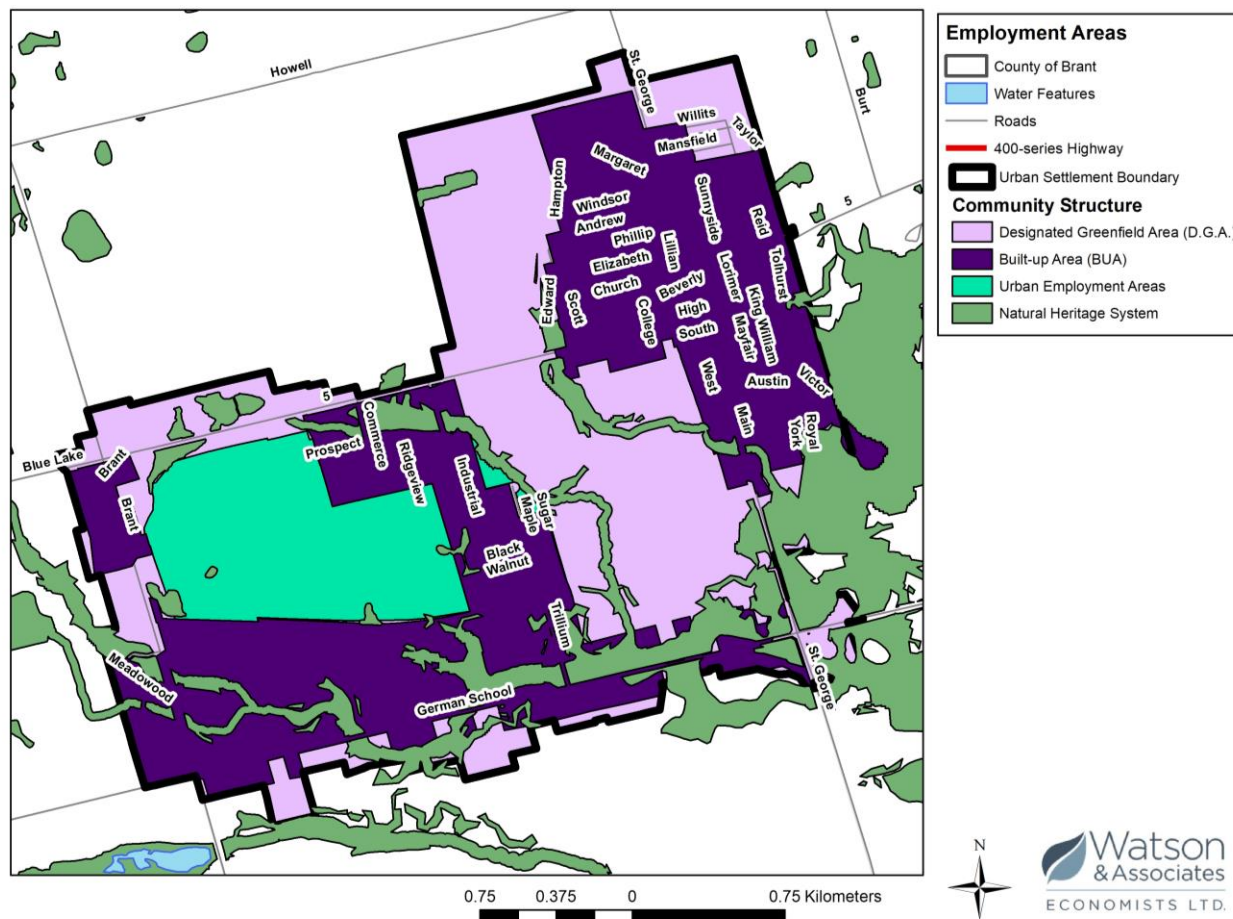 Howell
St. George
Burt
Willits
Taylor
Mansfield
Margaret
Hampton
Windsor
Sunnyside
5
Andrew
Reid
Phillip
Lillian
Elizabeth
Tolhurst
Lorimer
Church
Beverly
Edward
Scott
King William
College
High
Mayfair
South
West
Austin
Victor
5
Main
Royal
York
Commerce
Blue Lake
Brant
Prospect
Ridgeview
Industrial
Brant
Sugar
Maple
Black
Walnut
Trillium
Meadowood
German School
St. George
Employment Areas
County of Brant
Water Features
Roads
400-series Highway
Urban Settlement Boundary
Community Structure
Designated Greenfield Area (D.G.A.)
Built-up Area (BUA)
Urban Employment Areas
Natural Heritage System
0.75 0.375 0 0.75 Kilometers
N
Watson
& Associates
ECONOMISTS LTD.